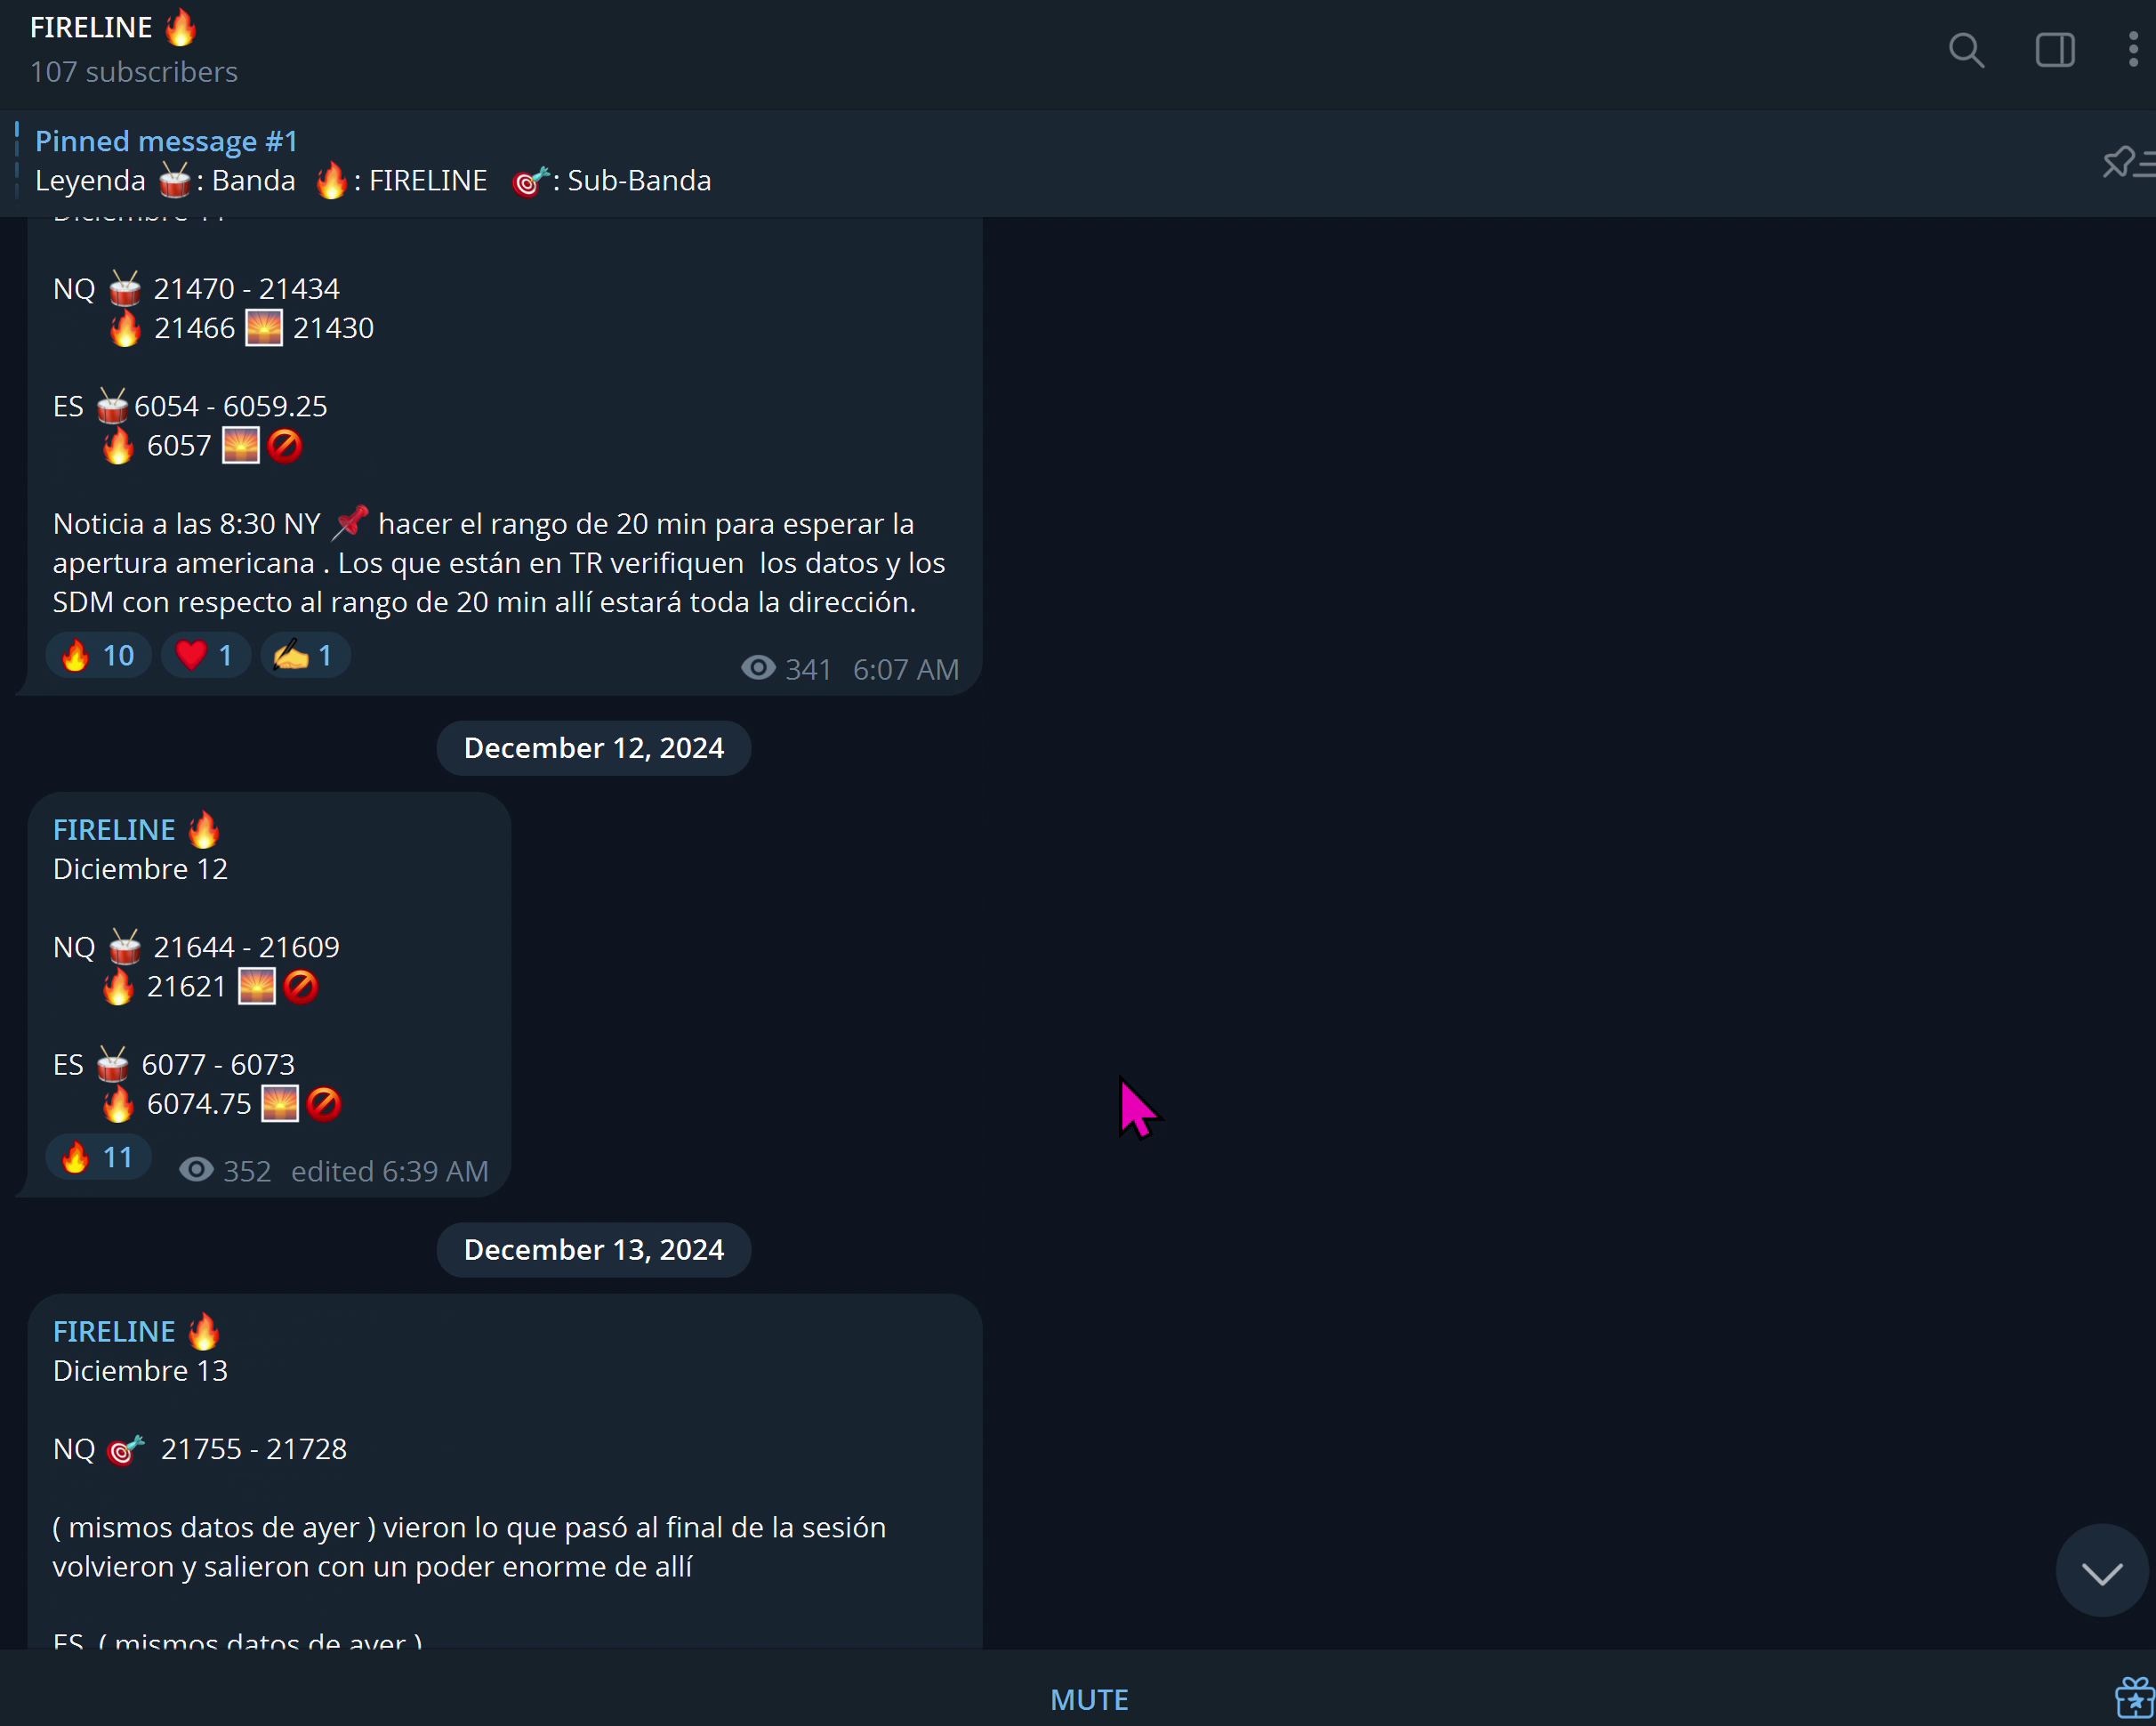 FIRELINE 🔥
107 subscribers
Pinned message #1
Leyenda 🥁: Banda 🔥: FIRELINE 🎯: Sub-Banda
NQ 🥁 21470 - 21434
🔥 21466 🌅 21430
ES 🥁6054 - 6059.25
🔥 6057 🌅🚫
Noticia a las 8:30 NY 📌 hacer el rango de 20 min para esperar la
apertura americana . Los que están en TR verifiquen los datos y los
SDM con respecto al rango de 20 min allí estará toda la dirección.
🔥 10 ❤️ 1 ✍️ 1
341 6:07 AM
December 12, 2024
FIRELINE 🔥
Diciembre 12
NQ 🥁 21644 - 21609
🔥 21621 🌅🚫
ES 🥁 6077 - 6073
🔥 6074.75 🌅🚫
🔥 11 352 edited 6:39 AM
December 13, 2024
FIRELINE 🔥
Diciembre 13
NQ 🎯 21755 - 21728
( mismos datos de ayer ) vieron lo que pasó al final de la sesión
volvieron y salieron con un poder enorme de allí
ES ( mismos datos de ayer )
MUTE